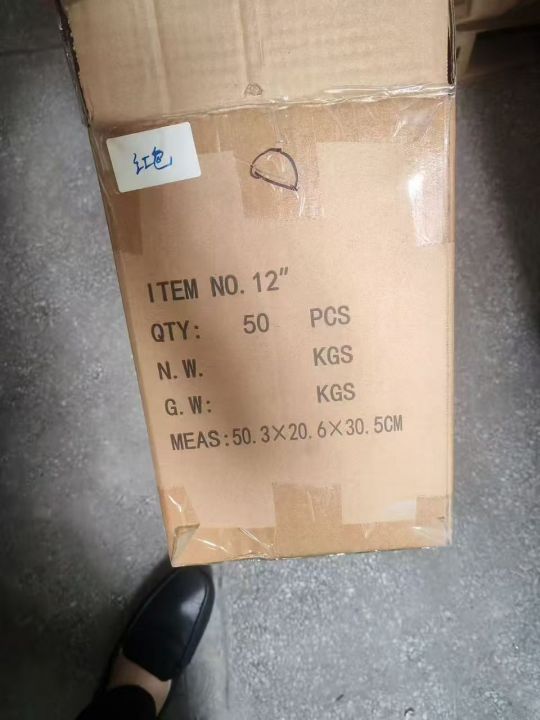 红色
ITEM NO. 12"
QTY: 50 PCS
N.W. KGS
G.W: KGS
MEAS:50.3×20.6×30.5CM